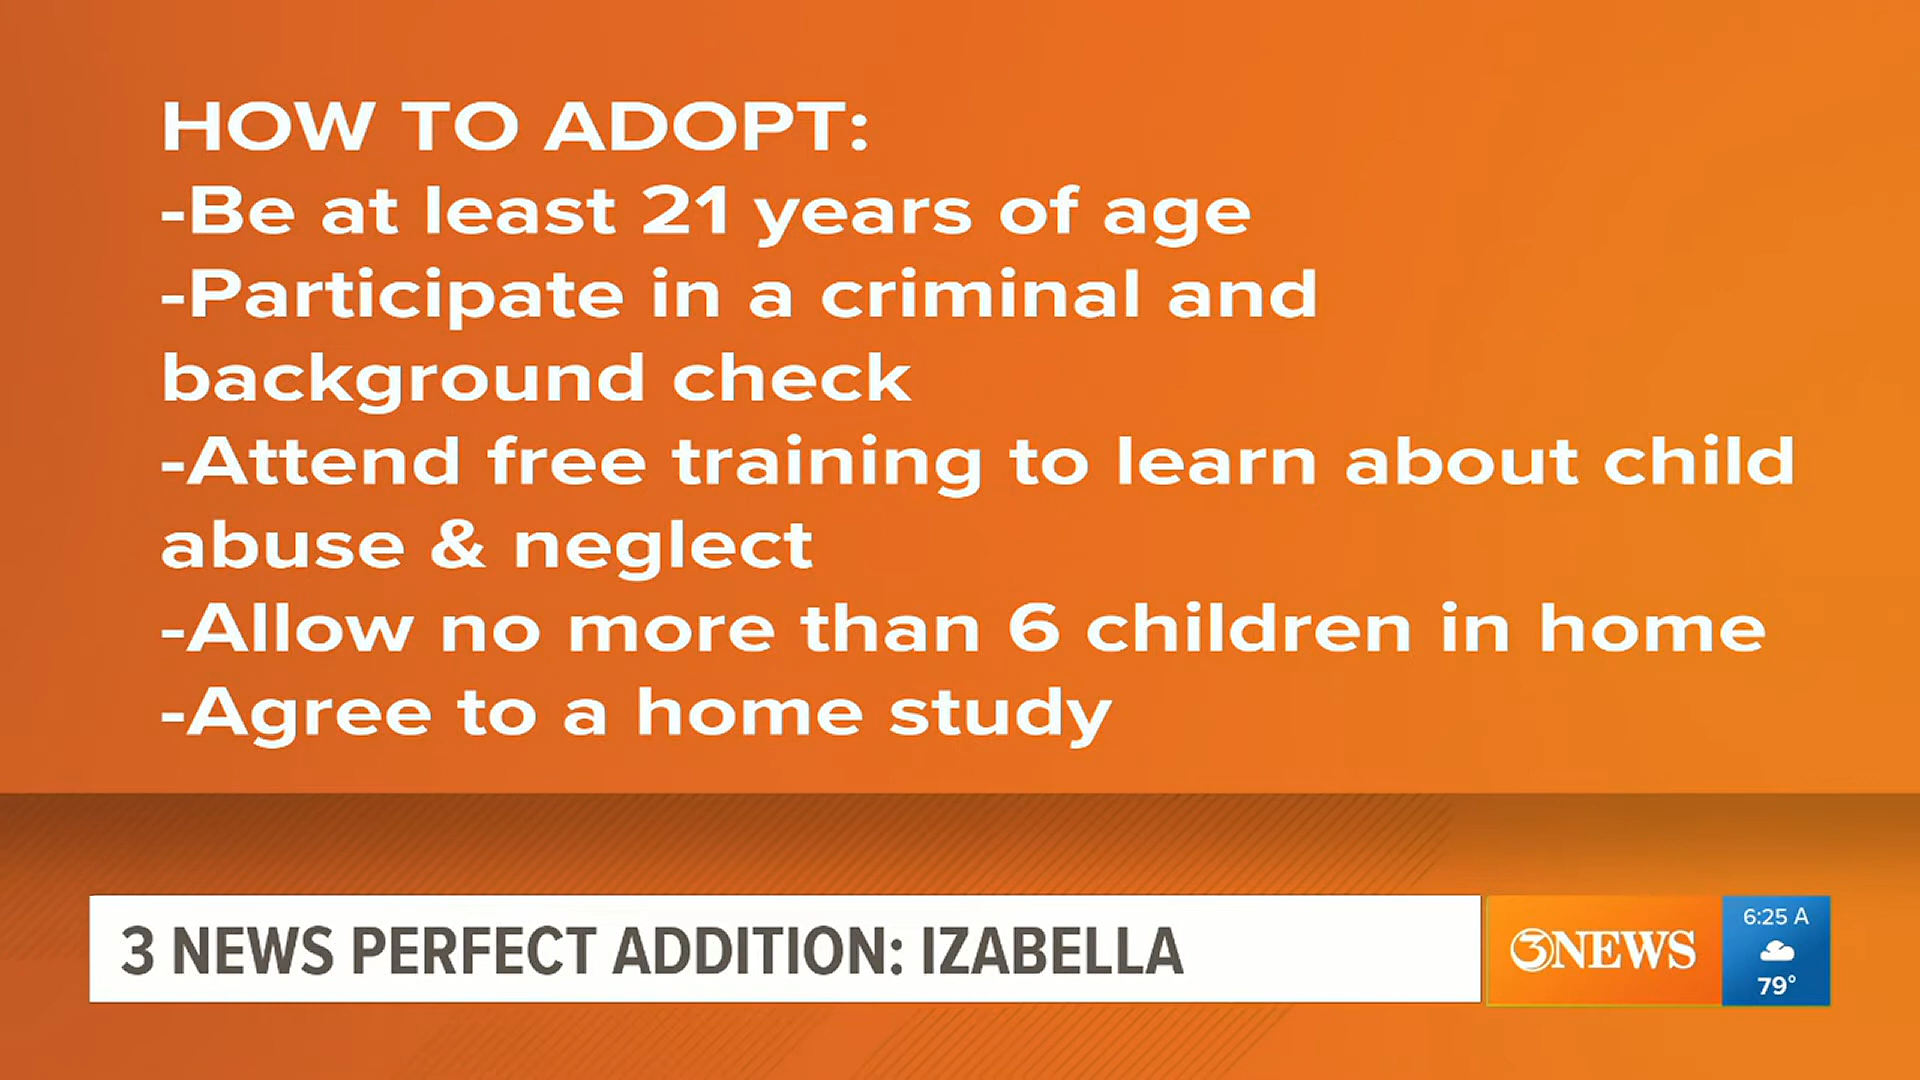 HOW TO ADOPT:
-Be at least 21 years of age
-Participate in a criminal and
background check
-Attend free training to learn about child
abuse & neglect
-Allow no more than 6 children in home
-Agree to a home study
3 NEWS PERFECT ADDITION: IZABELLA
3NEWS
6:25 A
79°